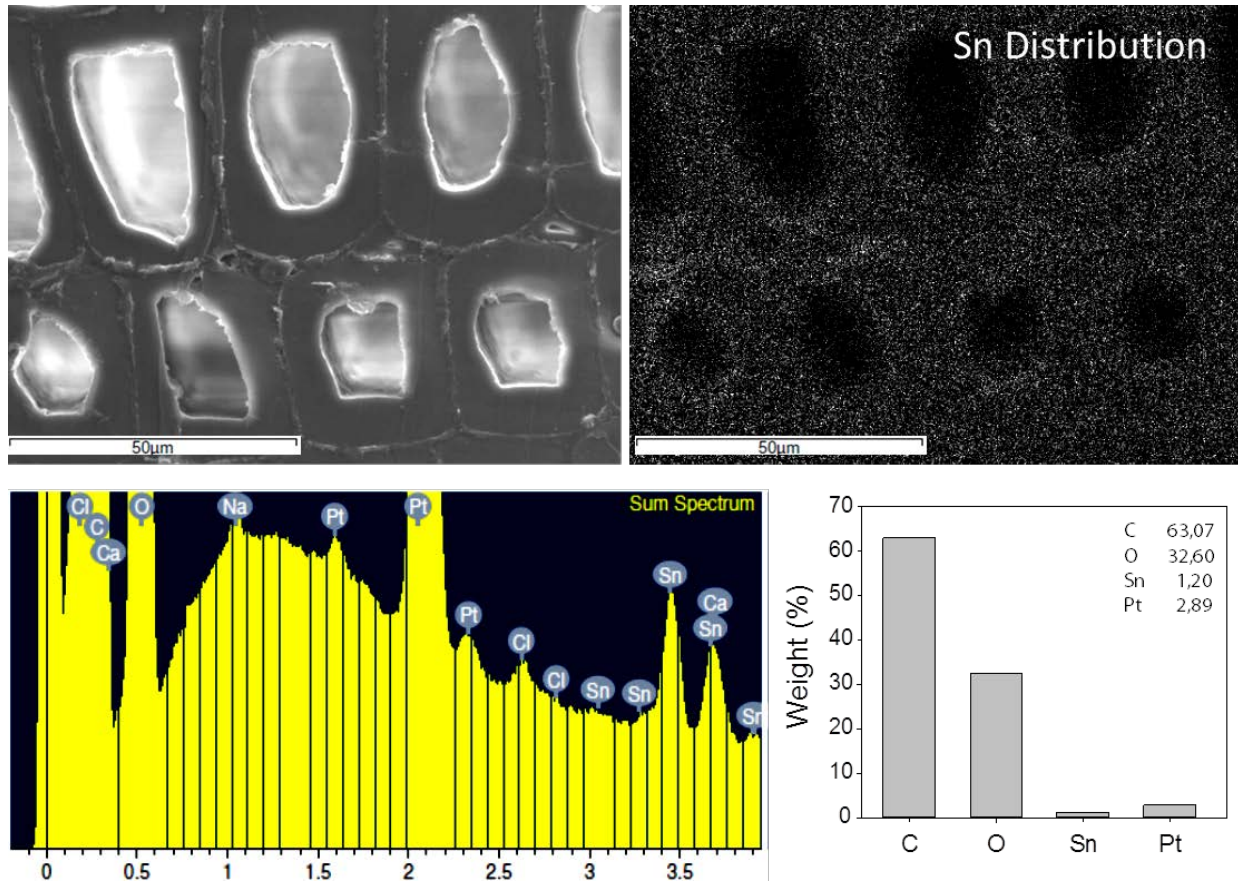 Sn Distribution
50µm
50µm
Sum Spectrum
Cl
C
Ca
O
Na
Pt
Pt
Pt
Cl
Cl
Sn
Sn
Sn
Ca
Sn
Sn
0 0.5 1 1.5 2 2.5 3 3.5
Weight (%)
70
60
50
40
30
20
10
0
C 63,07
O 32,60
Sn 1,20
Pt 2,89
C O Sn Pt